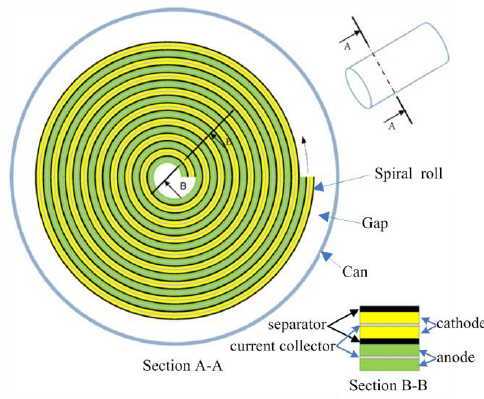 A
A
B
B
Spiral roll
Gap
Can
separator
cathode
current collector
anode
Section A-A
Section B-B